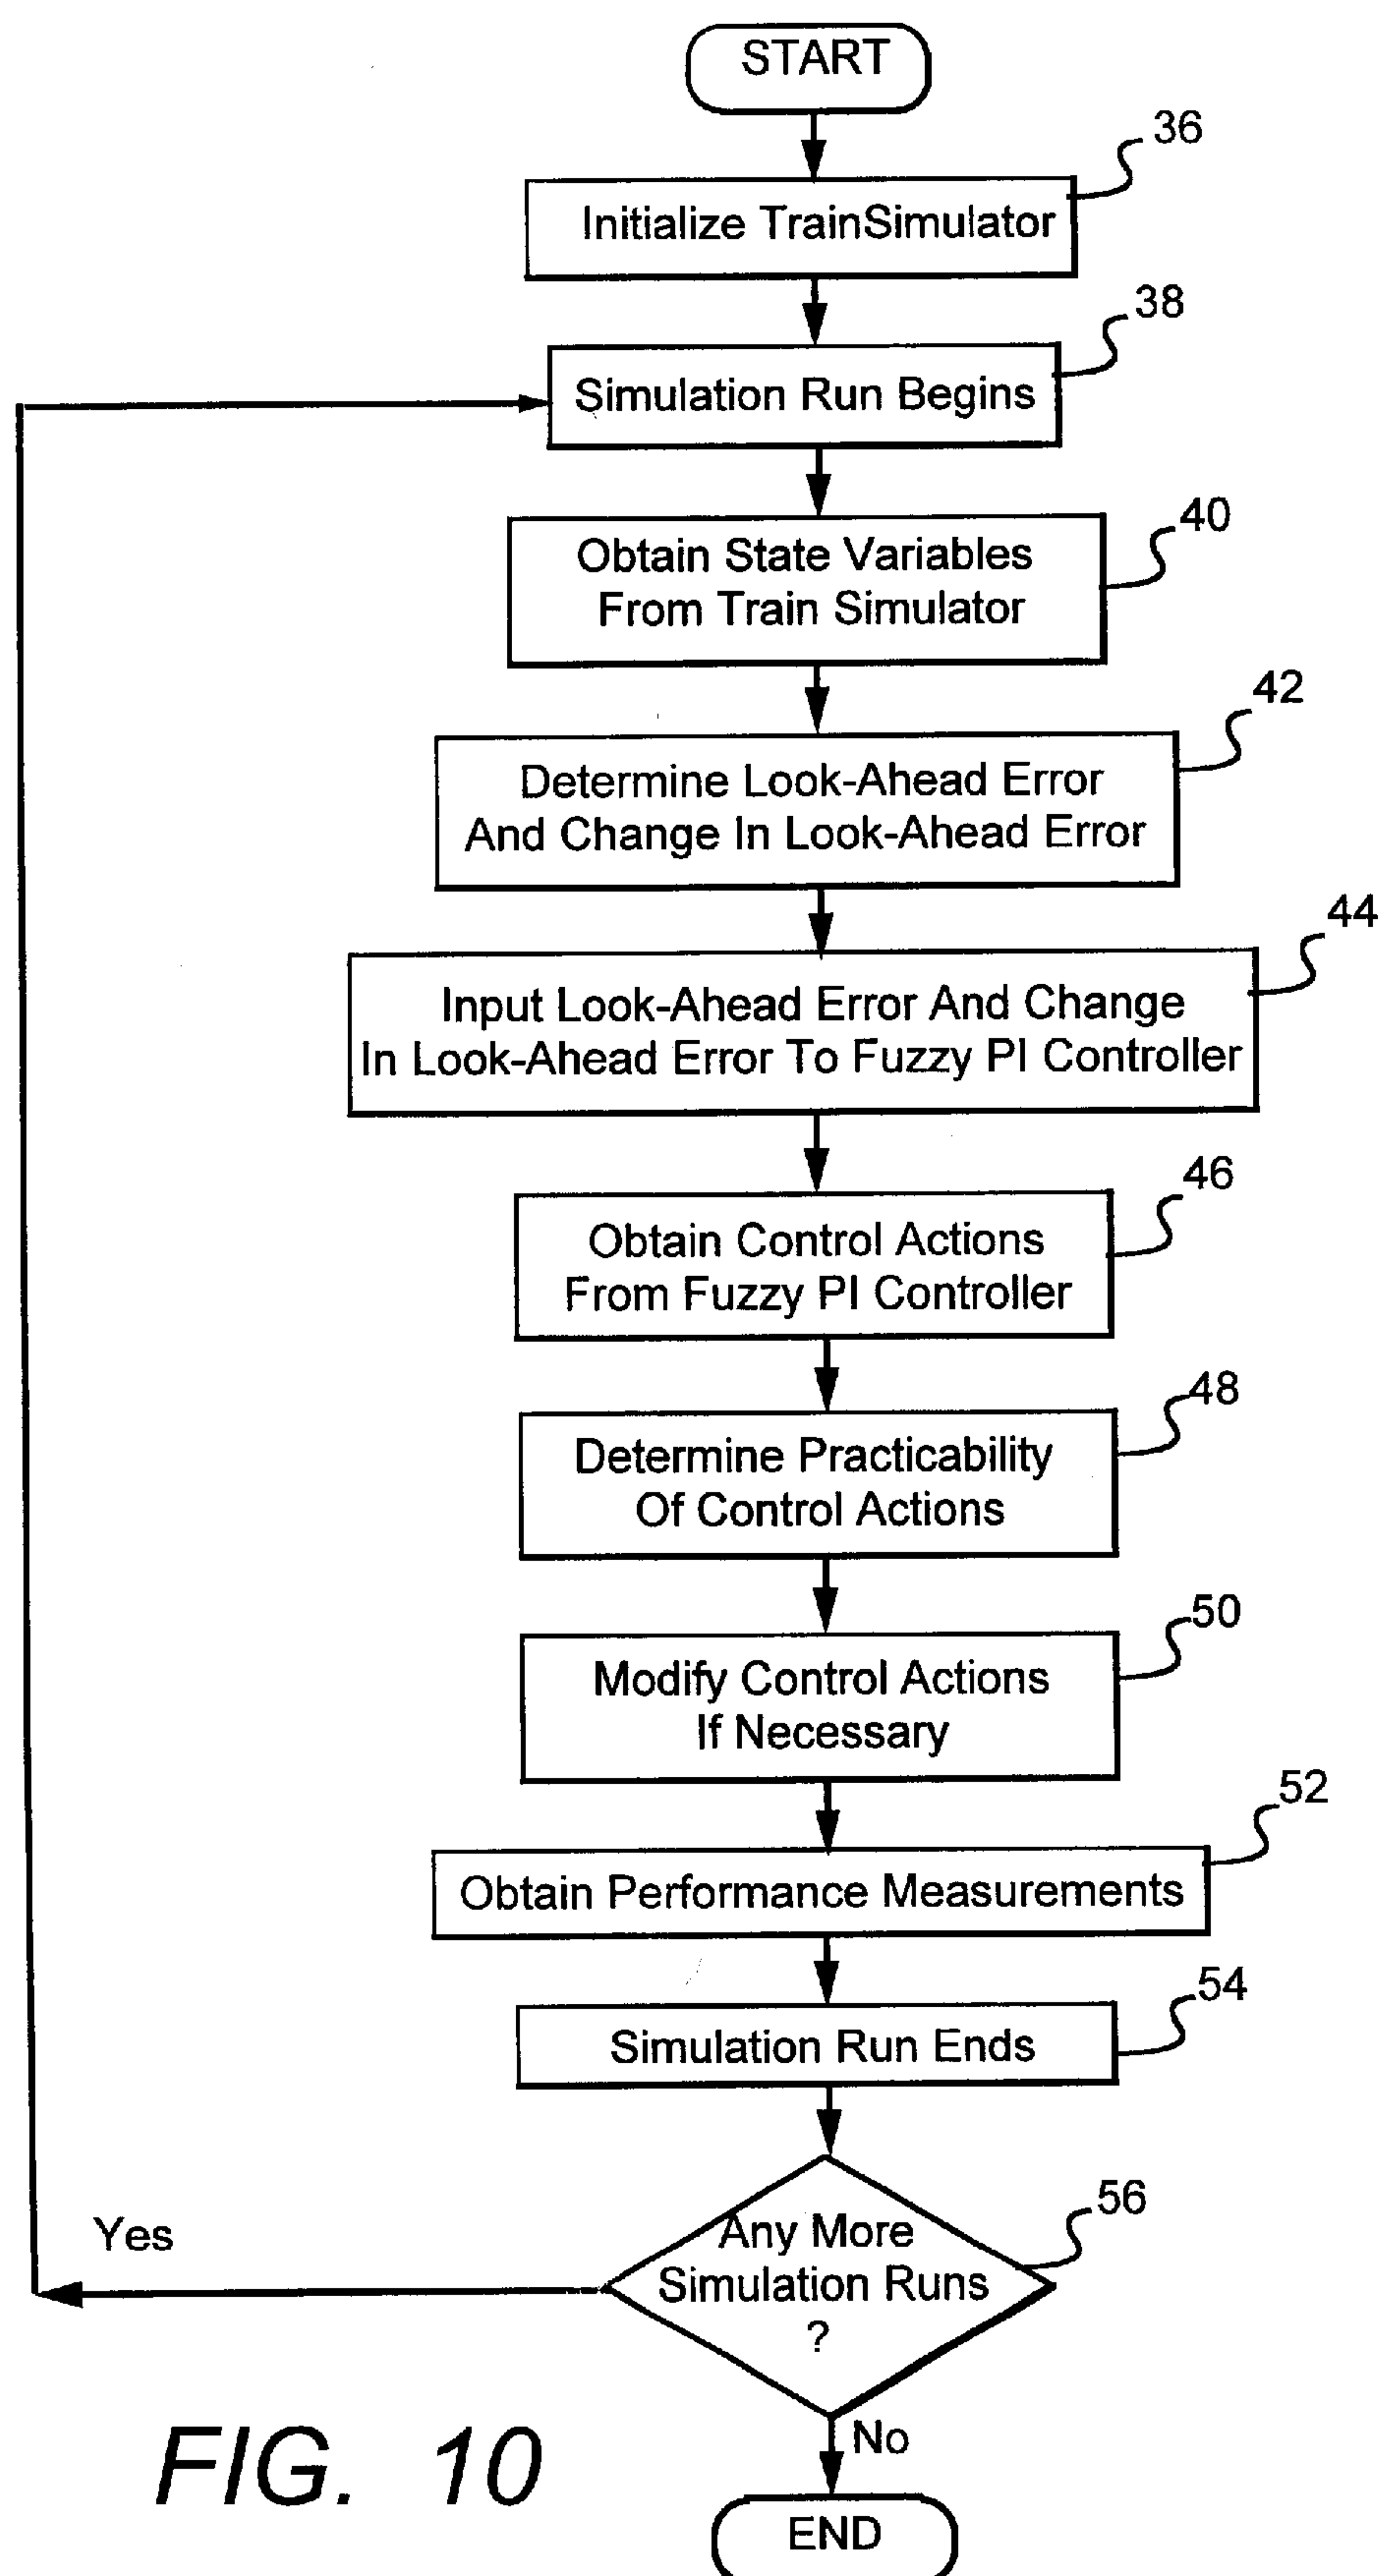 START
36
Initialize TrainSimulator
38
Simulation Run Begins
40
Obtain State Variables
From Train Simulator
42
Determine Look-Ahead Error
And Change In Look-Ahead Error
44
Input Look-Ahead Error And Change
In Look-Ahead Error To Fuzzy PI Controller
46
Obtain Control Actions
From Fuzzy PI Controller
48
Determine Practicability
Of Control Actions
50
Modify Control Actions
If Necessary
52
Obtain Performance Measurements
54
Simulation Run Ends
56
Any More
Simulation Runs
?
Yes
No
END
FIG. 10